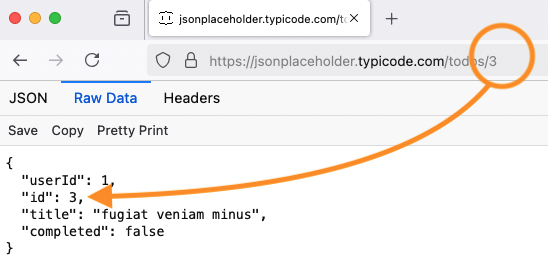 jsonplaceholder.typicode.com/to
https://jsonplaceholder.typicode.com/todos/3
JSON Raw Data Headers
Save Copy Pretty Print
{
"userId": 1,
"id": 3,
"title": "fugiat veniam minus",
"completed": false
}